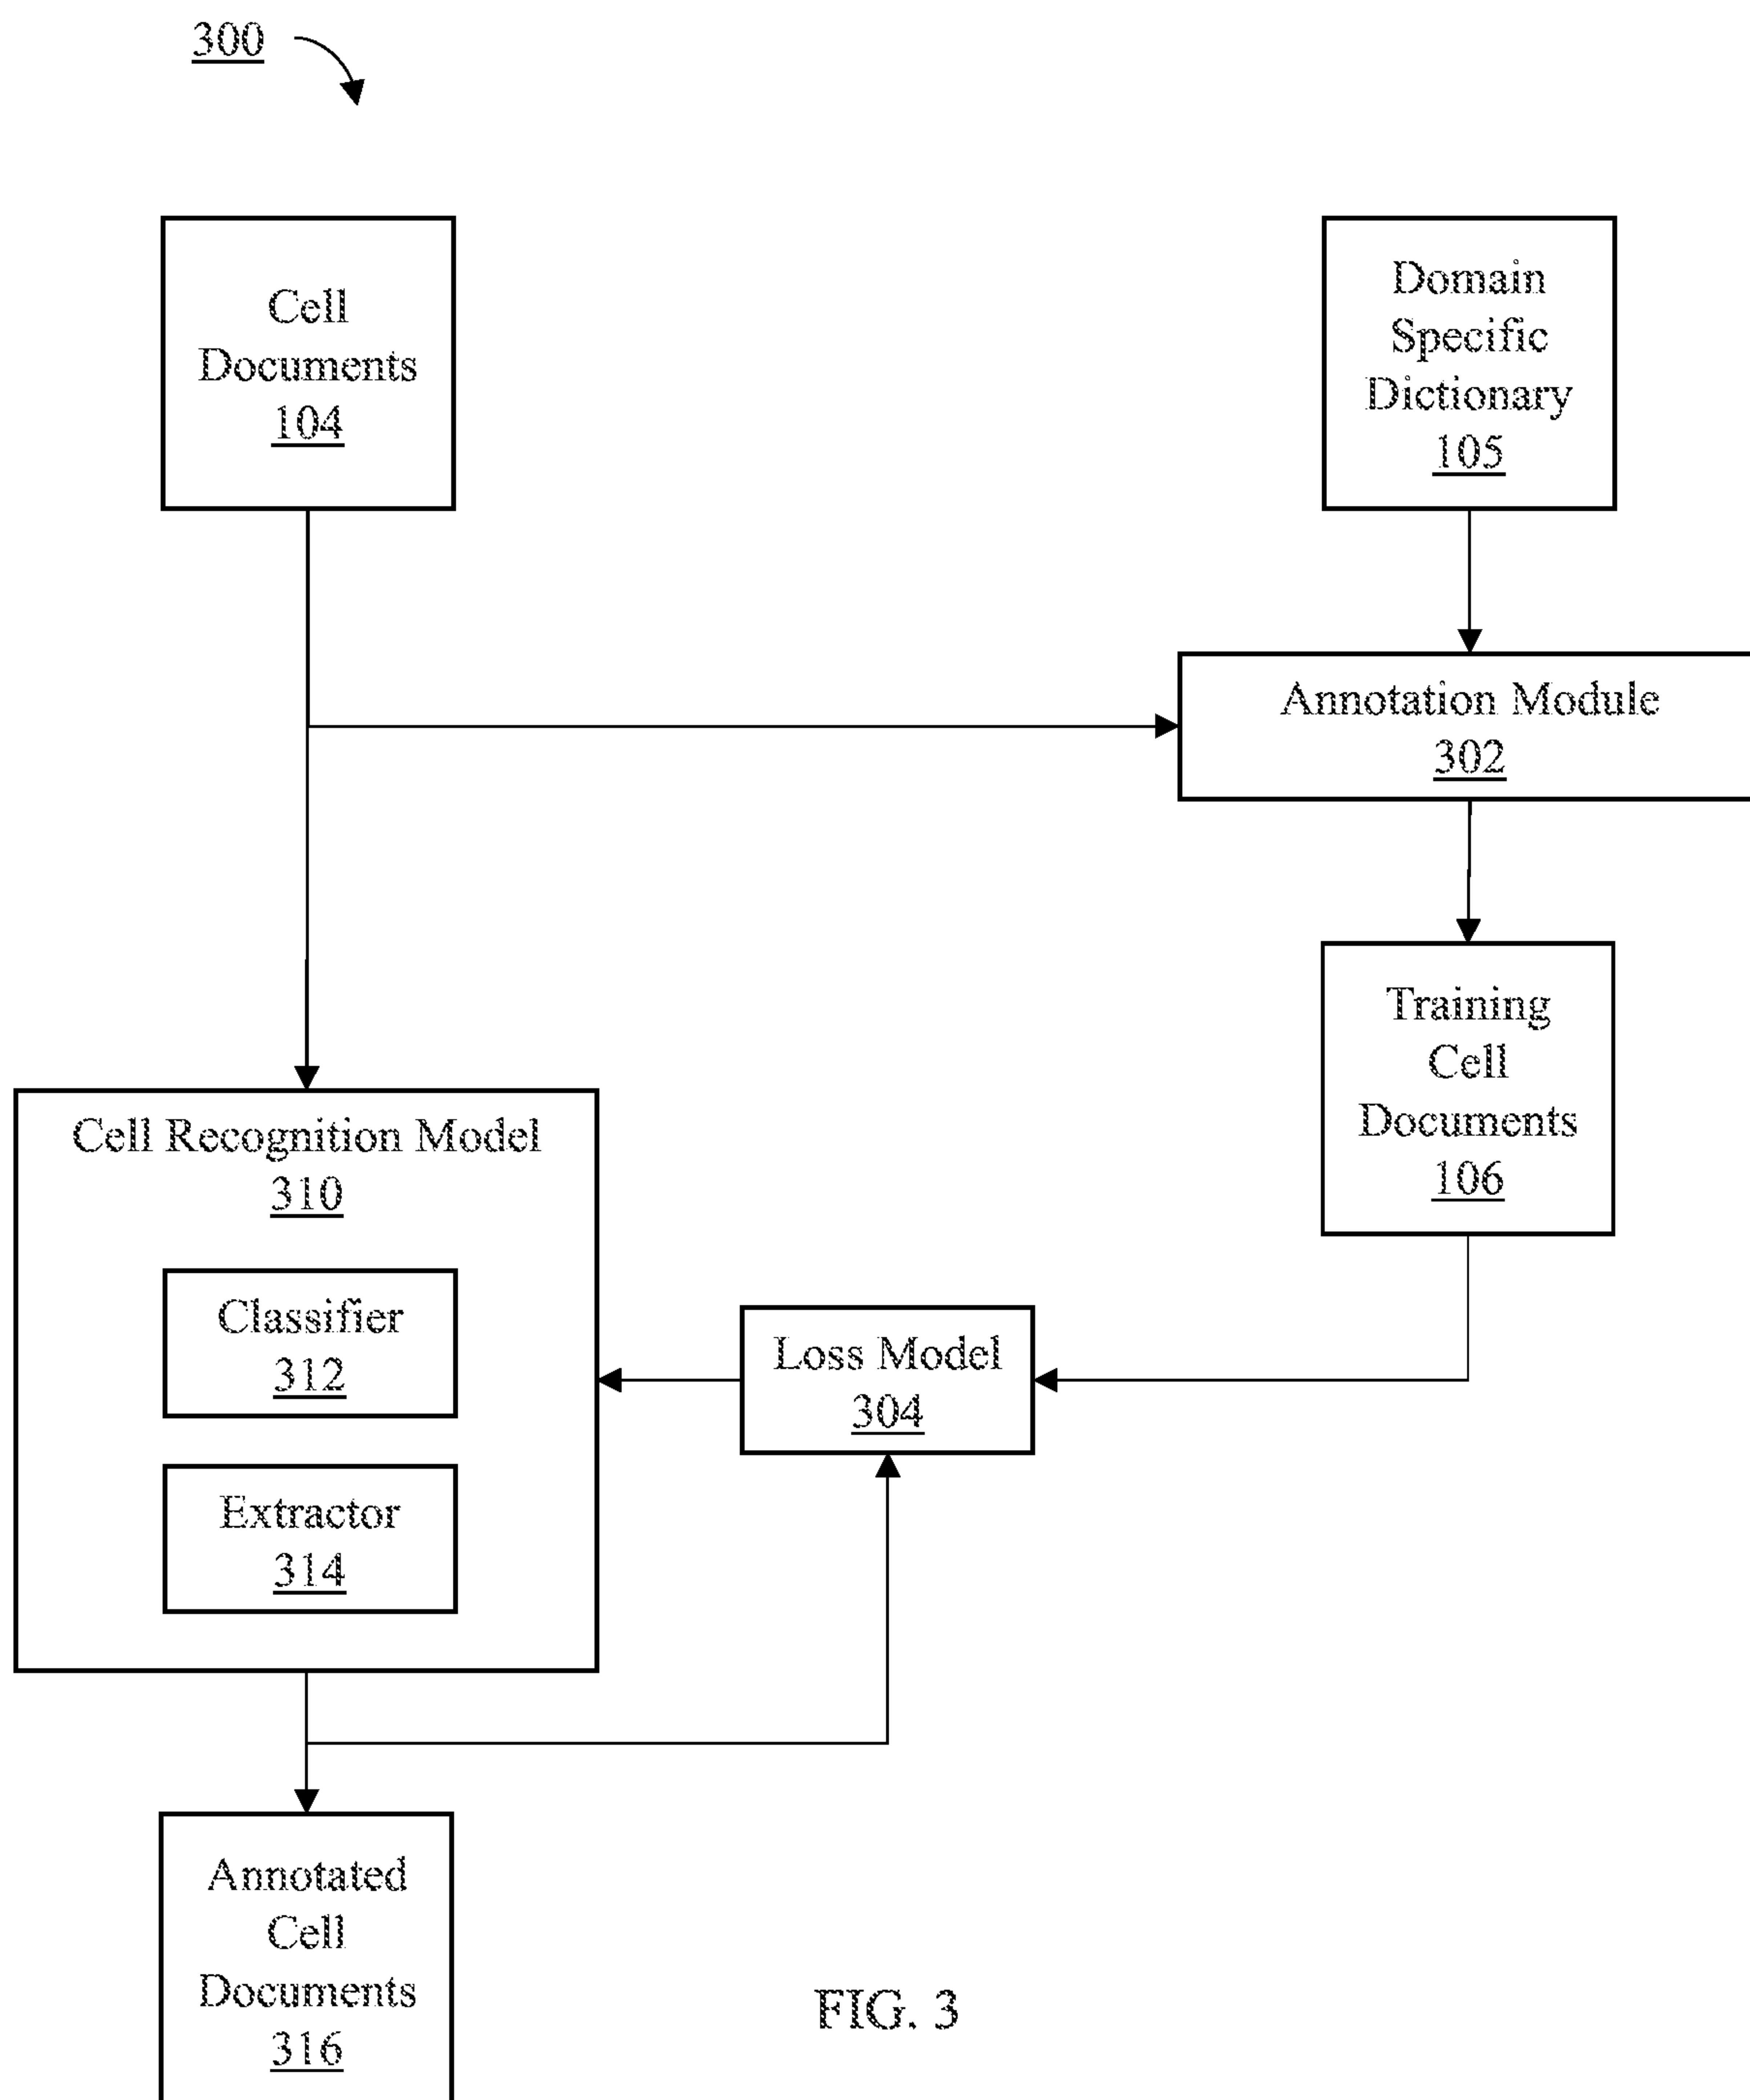 300
Cell
Documents
104
Domain
Specific
Dictionary
105
Annotation Module
302
Training
Cell
Documents
106
Cell Recognition Model
310
Classifier
312
Extractor
314
Loss Model
304
Annotated
Cell
Documents
316
FIG. 3